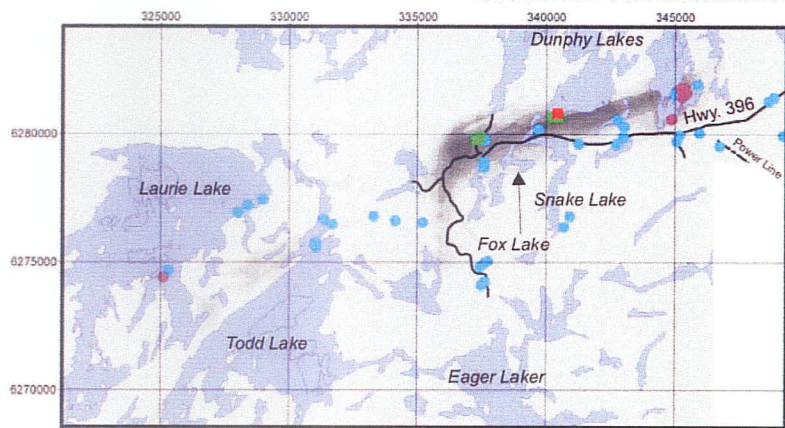 325000 330000 335000 340000 345000
Dunphy Lakes
Hwy. 396
6280000
Power Line
Laurie Lake
Snake Lake
Fox Lake
6275000
Todd Lake
Eager Laker
6270000